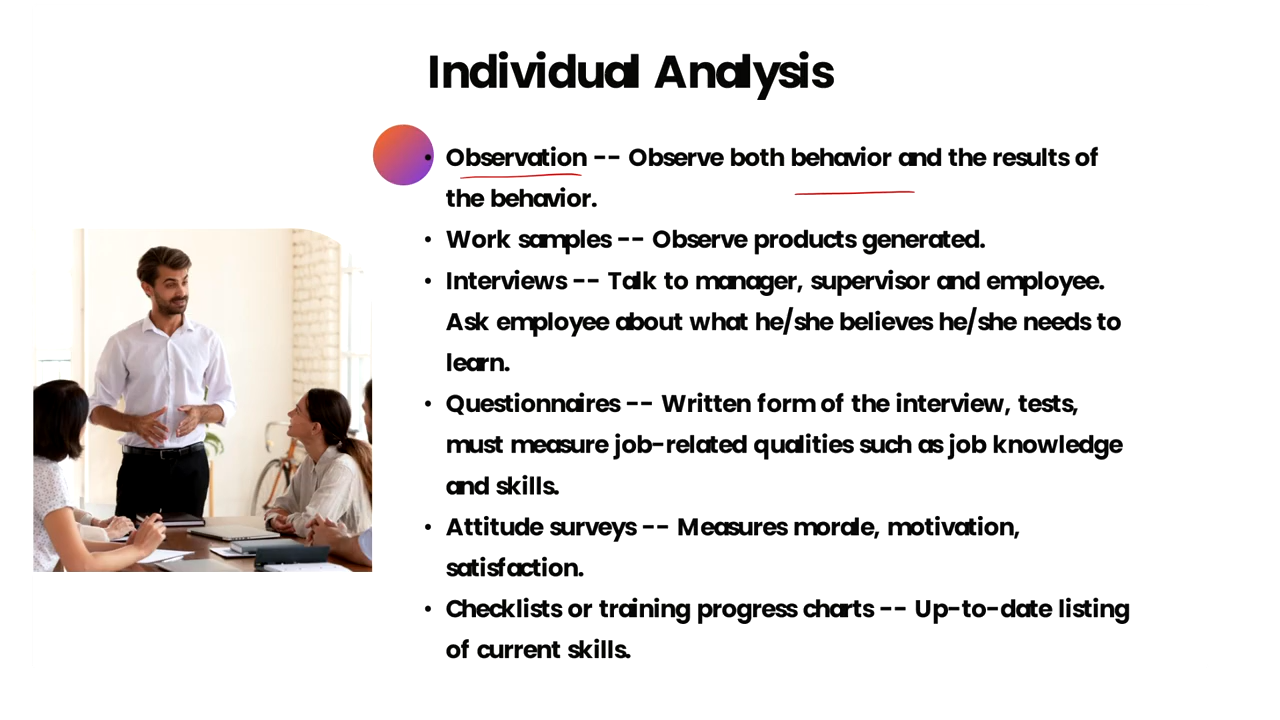 Individual Analysis
• Observation -- Observe both behavior and the results of
the behavior.
• Work samples -- Observe products generated.
• Interviews -- Talk to manager, supervisor and employee.
Ask employee about what he/she believes he/she needs to
learn.
• Questionnaires -- Written form of the interview, tests,
must measure job-related qualities such as job knowledge
and skills.
• Attitude surveys -- Measures morale, motivation,
satisfaction.
• Checklists or training progress charts -- Up-to-date listing
of current skills.